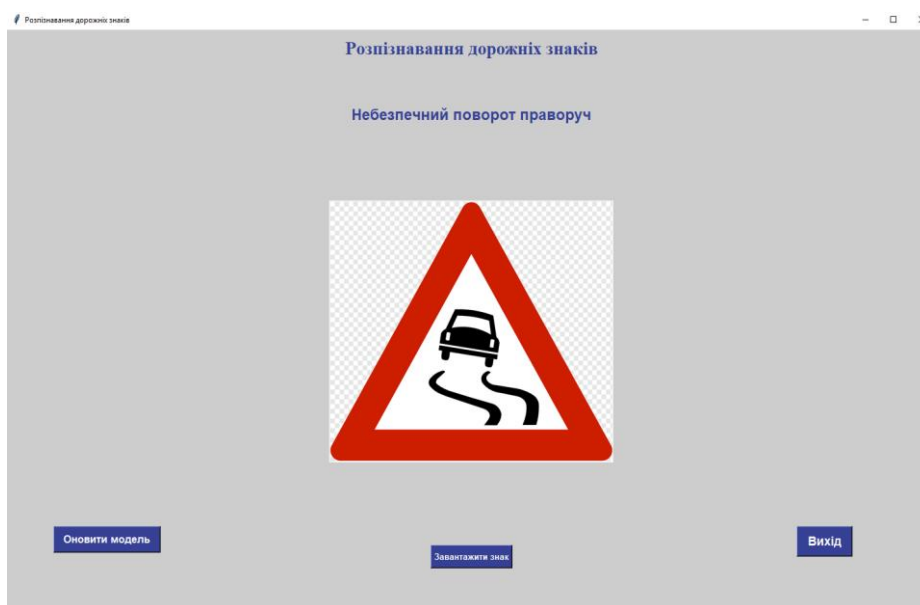 Розпізнавання дорожніх знаків
Розпізнавання дорожніх знаків
Небезпечний поворот праворуч
Оновити модель
Завантажити знак
Вихід